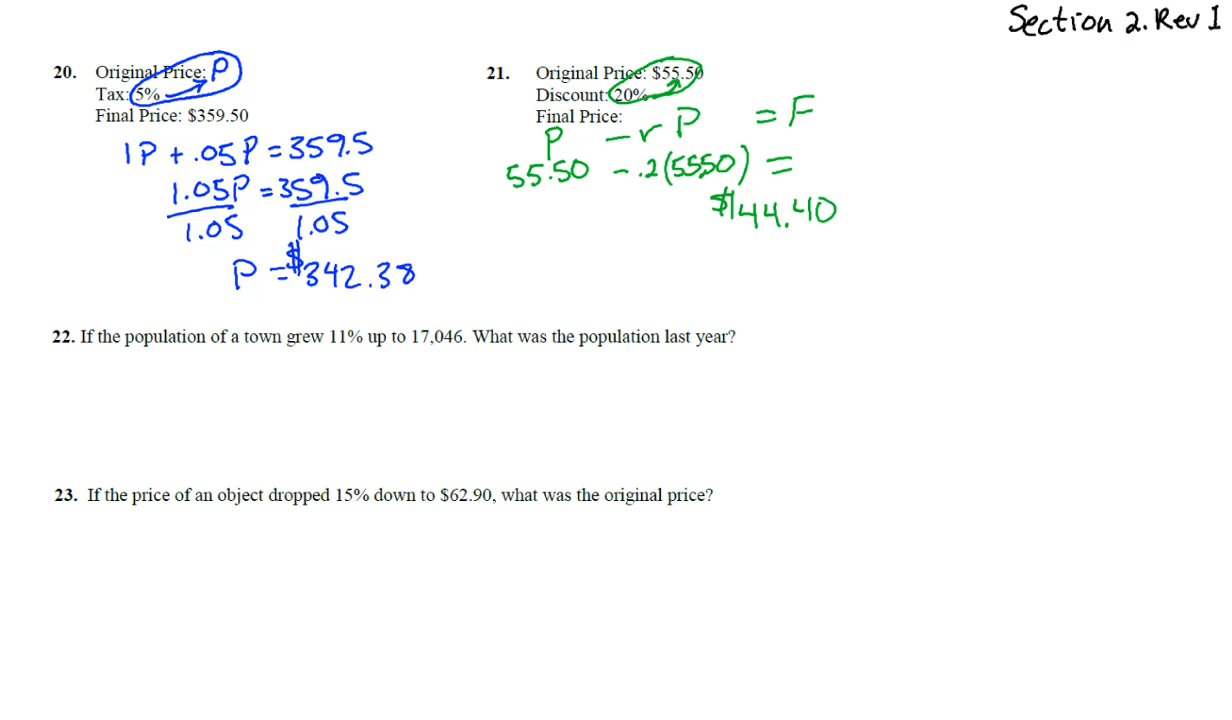 Section 2.Rev 1
20. Original Price: P
Tax: 5%
Final Price: $359.50
1P + .05P = 359.5
1.05P = 359.5
1.05 1.05
P = $342.38
21. Original Price: $55.50
Discount: 20%
Final Price:
P - r P = F
55.50 - .2(55.50) =
$44.40
22. If the population of a town grew 11% up to 17,046. What was the population last year?
23. If the price of an object dropped 15% down to $62.90, what was the original price?